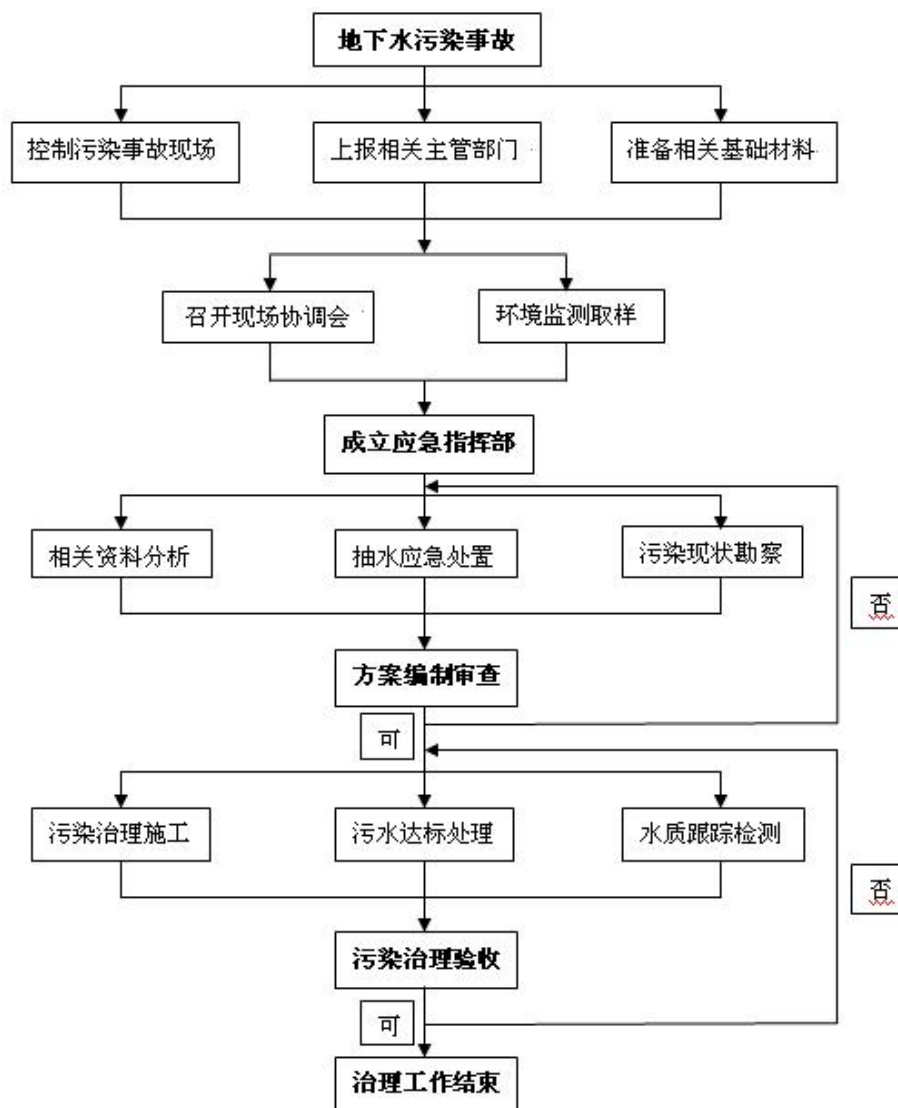 地下水污染事故
控制污染事故现场
上报相关主管部门
准备相关基础材料
召开现场协调会
环境监测取样
成立应急指挥部
相关资料分析
抽水应急处置
污染现状勘察
否
方案编制审查
可
污染治理施工
污水达标处理
水质跟踪检测
否
污染治理验收
可
治理工作结束